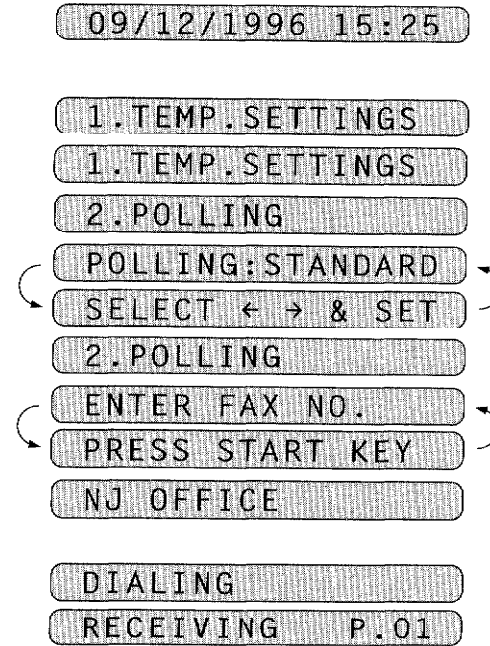 09/12/1996 15:25
1.TEMP.SETTINGS
1.TEMP.SETTINGS
2.POLLING
POLLING:STANDARD
SELECT ← → & SET
2.POLLING
ENTER FAX NO.
PRESS START KEY
NJ OFFICE
DIALING
RECEIVING P.01